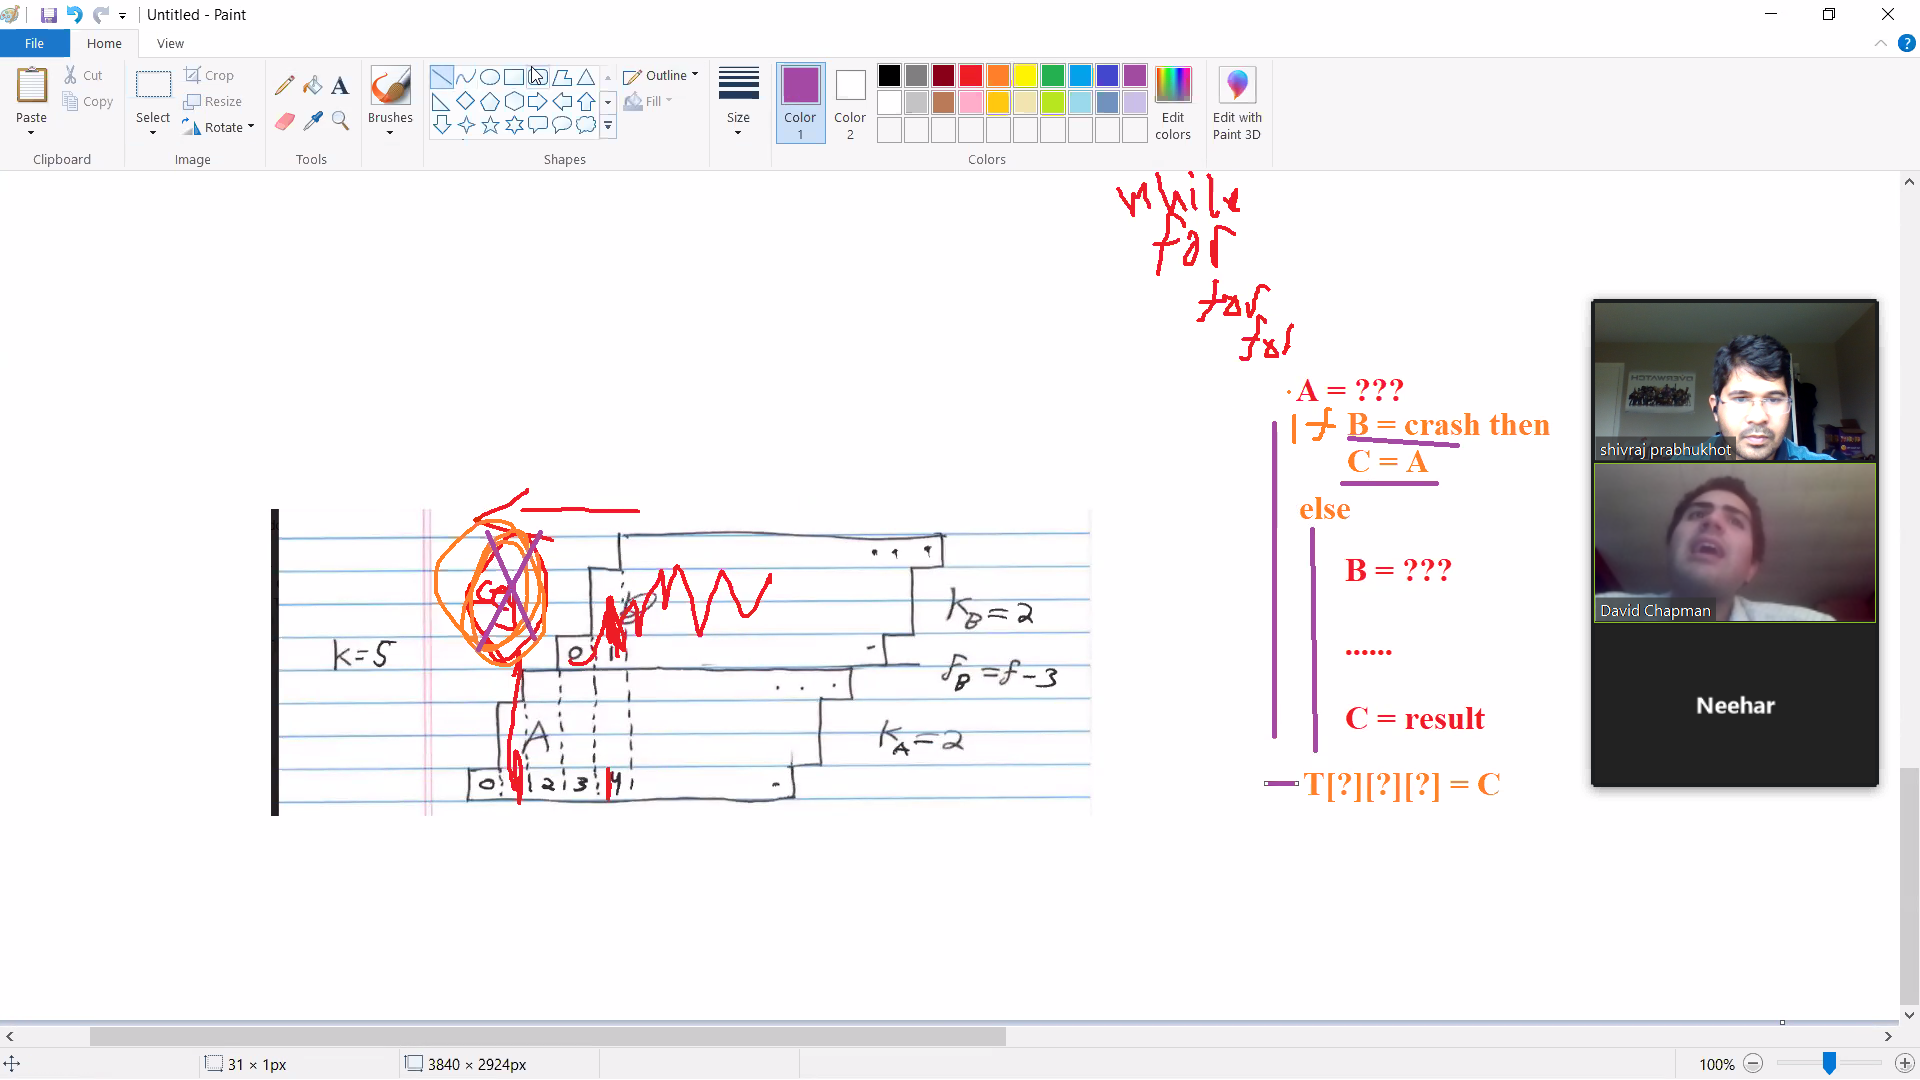 Untitled - Paint
File Home View
Paste
Cut
Copy
Clipboard
Select
Crop
Resize
Rotate
Image
Tools
Brushes
Shapes
Outline
Fill
Size
Color 1
Color 2
Edit colors
Colors
Edit with Paint 3D
while
for
for
for
A = ???
If B = crash then
C = A
else
B = ???
......
C = result
T[?][?][?] = C
k=5
0 1
K_B = 2
f_B = f - 3
A
K_A = 2
0 1 2 3 4
shivraj prabhukhot
David Chapman
Neehar
31 × 1px
3840 × 2924px
100%